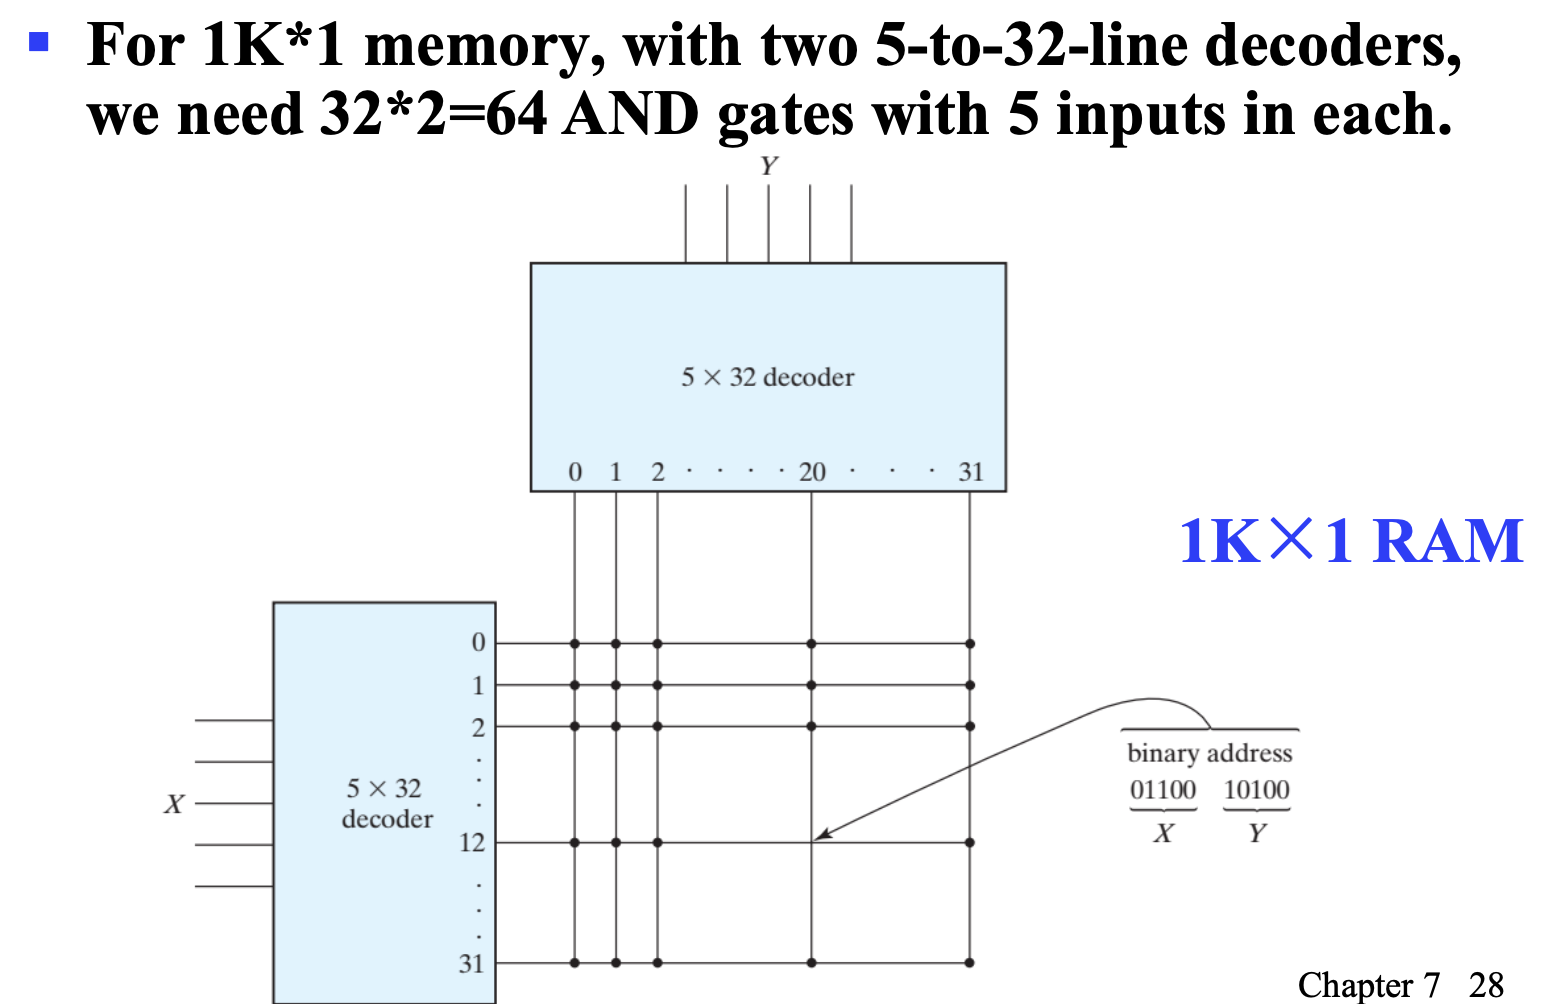 For 1K*1 memory, with two 5-to-32-line decoders,
we need 32*2=64 AND gates with 5 inputs in each.
Y
5 × 32 decoder
0 1 2 · · · · 20 · · · 31
1K×1 RAM
0
1
2
·
·
·
X
5 × 32
decoder
12
·
·
·
31
binary address
01100 10100
X Y
Chapter 7 28